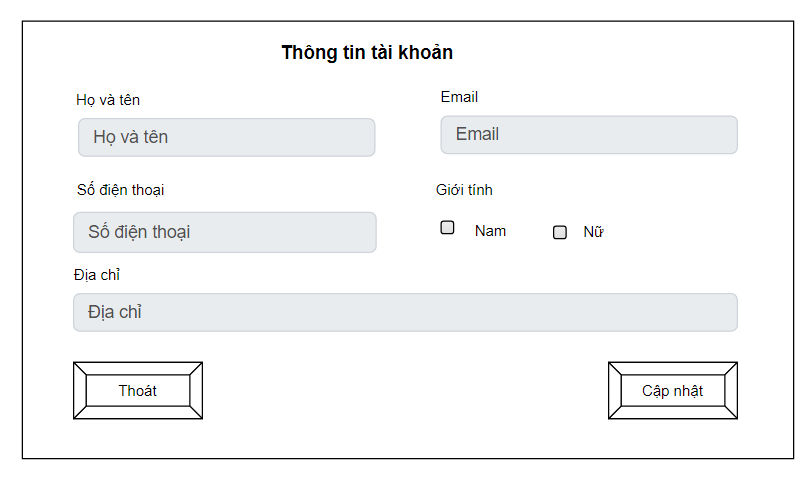 Thông tin tài khoản
Họ và tên
Email
Họ và tên
Email
Số điện thoại
Giới tính
Số điện thoại
Nam
Nữ
Địa chỉ
Địa chỉ
Thoát
Cập nhật